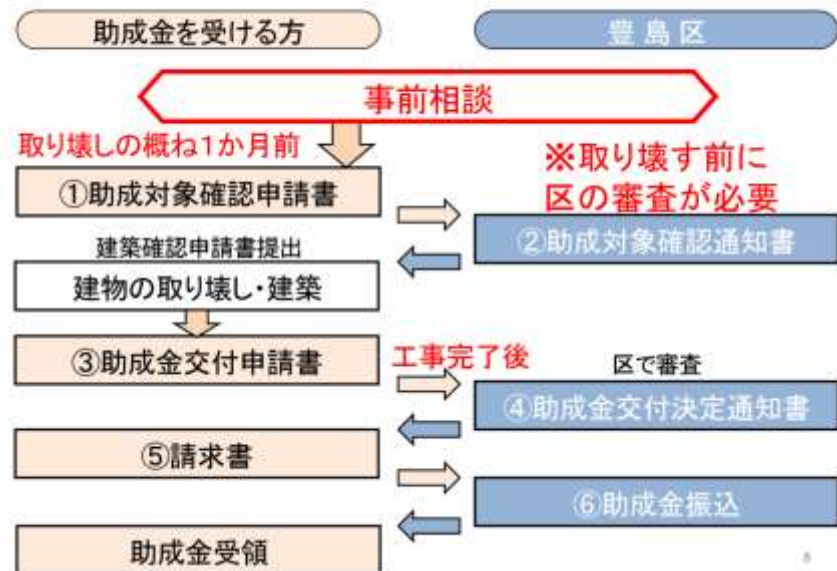 助成金を受ける方
豊島区
事前相談
取り壊しの概ね1か月前
※取り壊す前に
区の審査が必要
①助成対象確認申請書
②助成対象確認通知書
建築確認申請書提出
建物の取り壊し・建築
③助成金交付申請書
工事完了後
区で審査
④助成金交付決定通知書
⑤請求書
⑥助成金振込
助成金受領
8